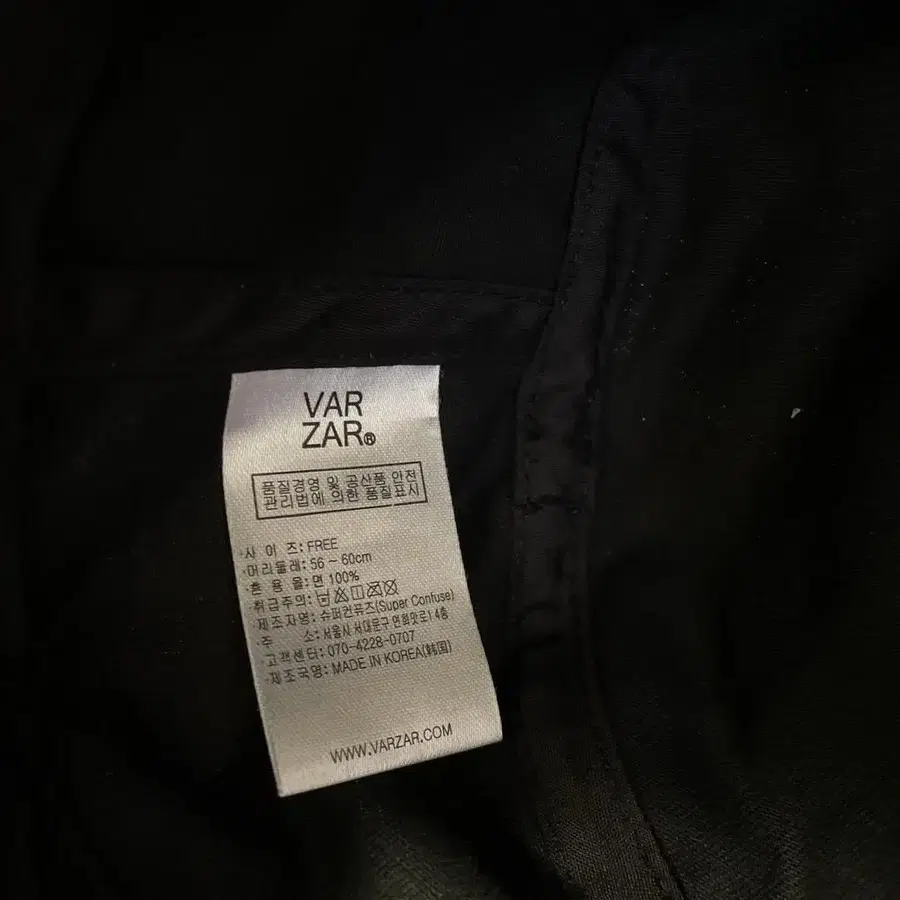 VAR
ZAR®
품질경영 및 공산품 안전
관리법에 의한 품질표시
·사 이 즈: FREE
·머리둘레: 56 ~ 60cm
·혼 용 율: 면 100%
·취급주의:
·제조자명: 슈퍼컨퓨즈(Super Confuse)
·주 소: 서울시 서대문구 연희맛로1 4층
·고객센터: 070-4228-0707
·제조국명: MADE IN KOREA(韩国)
WWW.VARZAR.COM